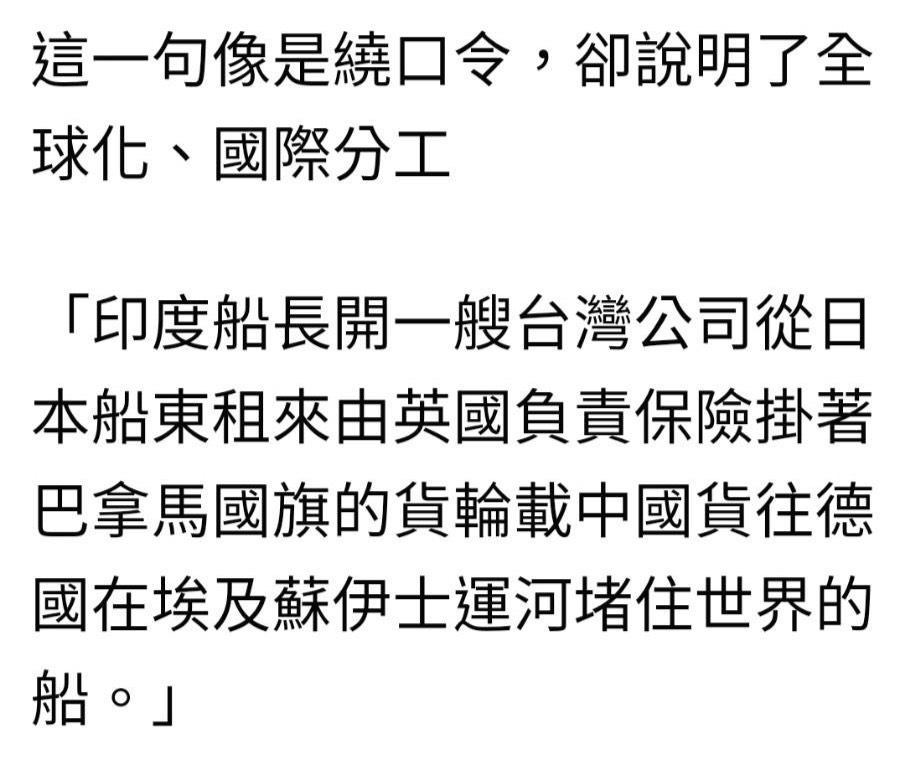 這一句像是繞口令，卻說明了全
球化、國際分工
「印度船長開一艘台灣公司從日
本船東租來由英國負責保險掛著
巴拿馬國旗的貨輪載中國貨往德
國在埃及蘇伊士運河堵住世界的
船。」